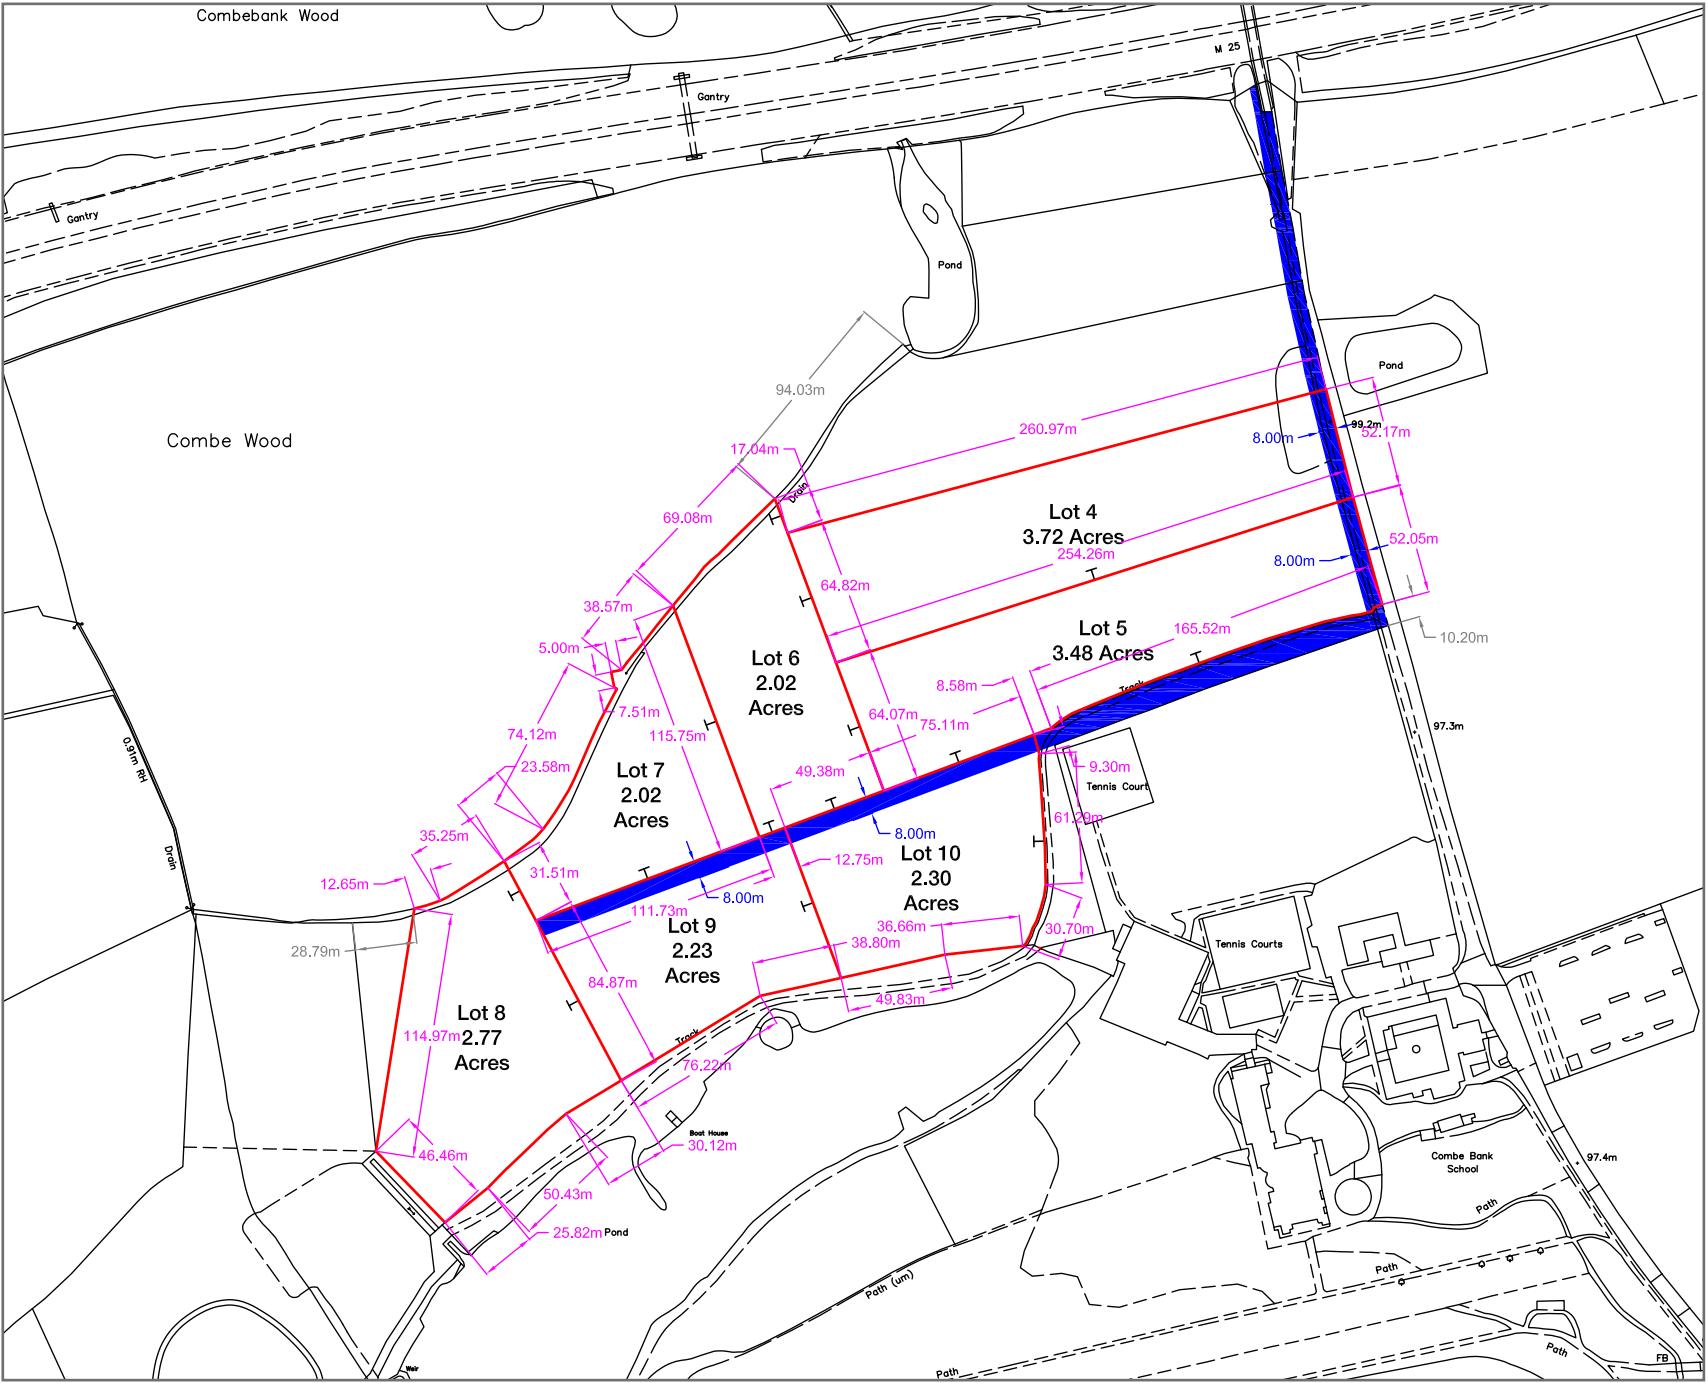 Combebank Wood
M 25
Gantry
Gantry
Pond
Pond
94.03m
Combe Wood
17.04m
260.97m
8.00m
99.2m
52.17m
Drain
69.08m
Lot 4
3.72 Acres
254.26m
52.05m
8.00m
64.82m
38.57m
5.00m
Lot 5
3.48 Acres
165.52m
10.20m
Lot 6
2.02
Acres
8.58m
Track
7.51m
74.12m
115.75m
64.07m
75.11m
97.3m
0.91m RH
23.58m
Lot 7
2.02
Acres
49.38m
9.30m
Tennis Court
61.29m
35.25m
8.00m
Drain
31.51m
12.75m
Lot 10
2.30
Acres
12.65m
8.00m
111.73m
36.66m
30.70m
28.79m
Lot 9
2.23
Acres
38.80m
Tennis Courts
84.87m
49.83m
Lot 8
2.77
Acres
114.97m
Track
76.22m
Boat House
30.12m
46.46m
Combe Bank
School
97.4m
50.43m
25.82m
Pond
Path
Path
Path (um)
Path
FB
Weir
Path